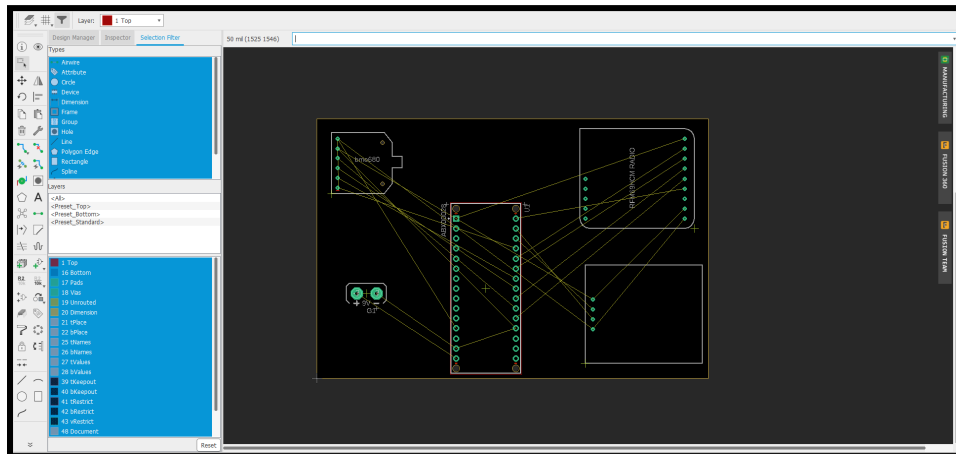 Layer: 1 Top
Design Manager Inspector Selection Filter
50 mil (1525 1546)
Types
Airwire
Attribute
Circle
Device
Dimension
Frame
Group
Hole
Line
Polygon Edge
Rectangle
Spline
Layers
<All>
<Preset_Top>
<Preset_Bottom>
<Preset_Standard>
1 Top
16 Bottom
17 Pads
18 Vias
19 Unrouted
20 Dimension
21 tPlace
22 bPlace
25 tNames
26 bNames
27 tValues
28 bValues
39 tKeepout
40 bKeepout
41 tRestrict
42 bRestrict
43 vRestrict
48 Document
Reset
bme680
U1
9V
MANUFACTURING
FUSION 360
FUSION TEAM